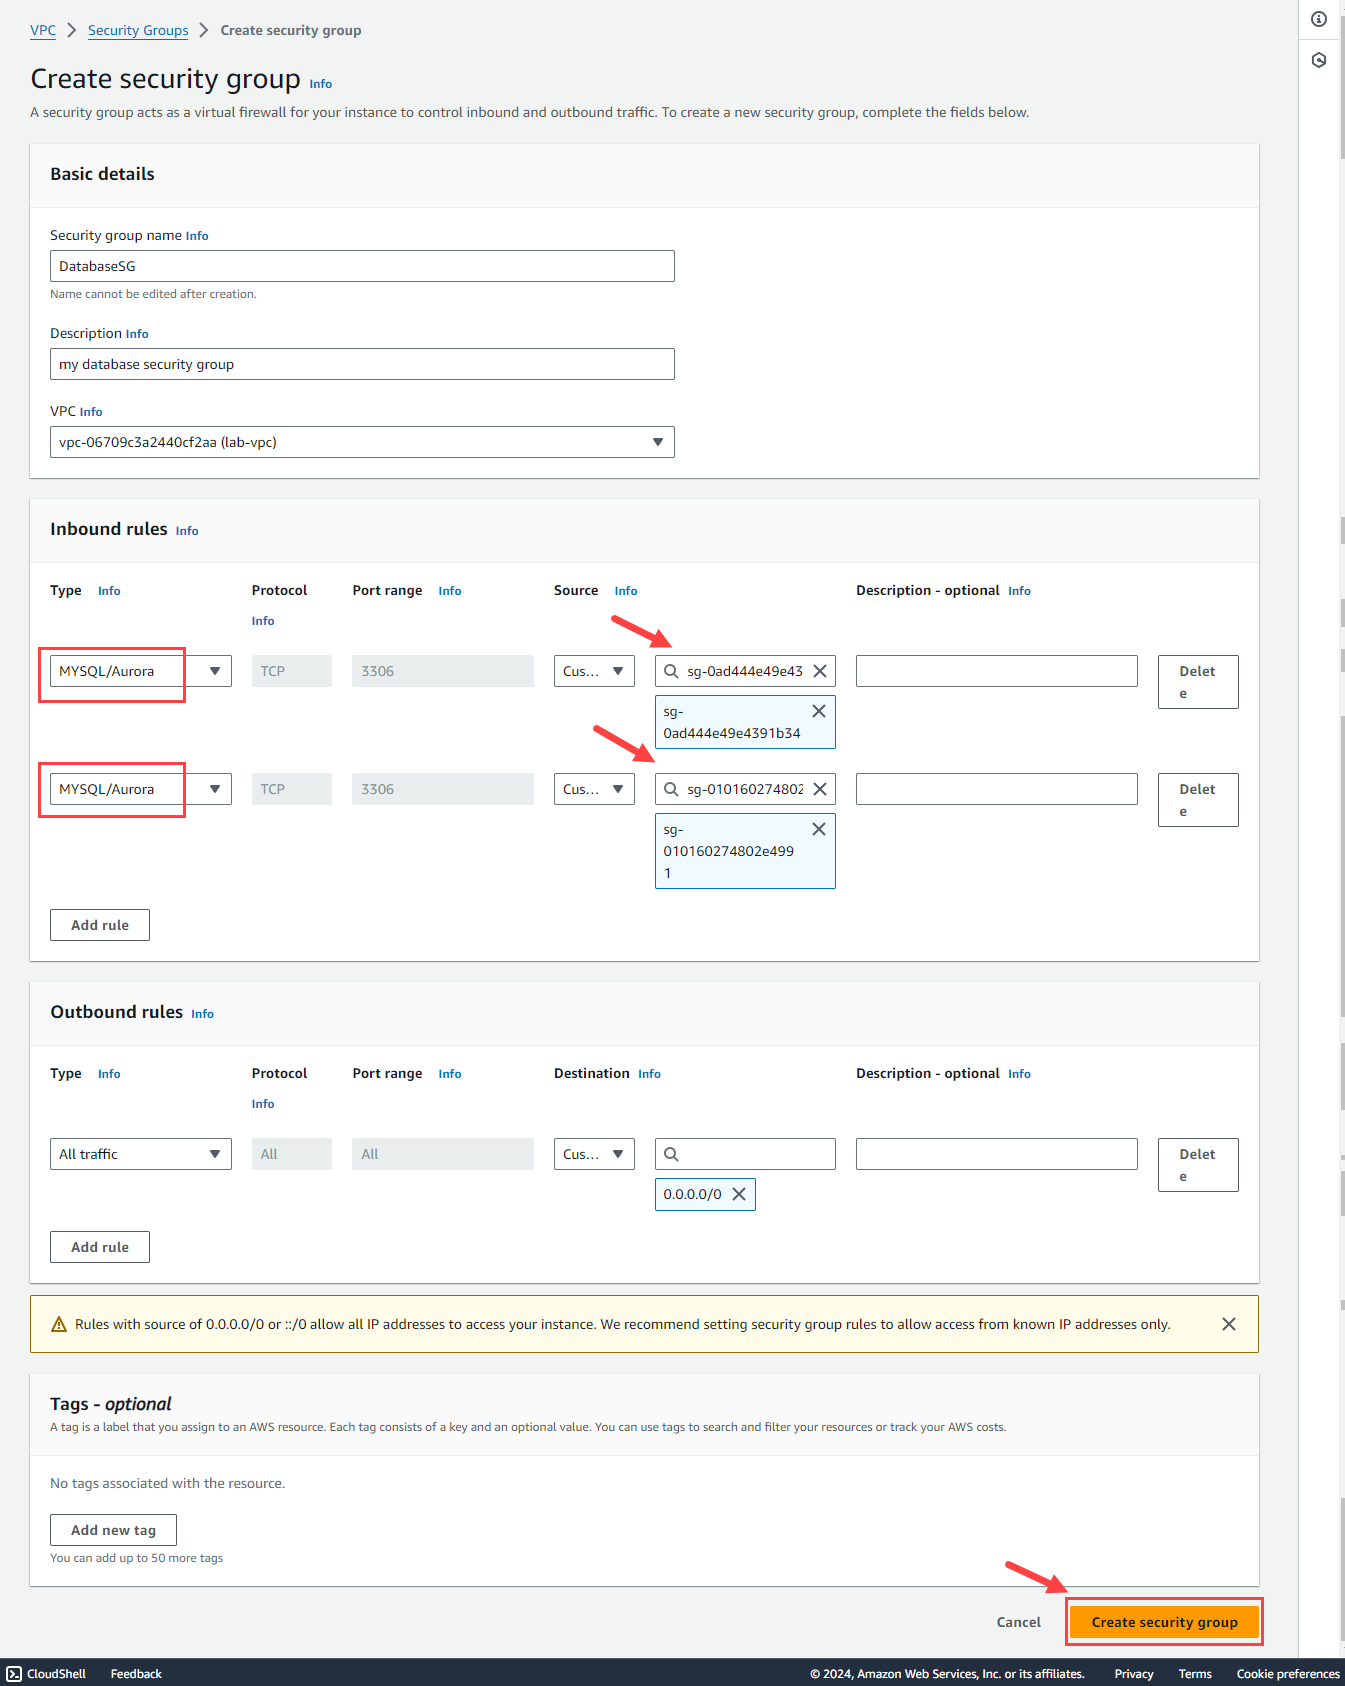 VPC > Security Groups > Create security group
Create security group Info
A security group acts as a virtual firewall for your instance to control inbound and outbound traffic. To create a new security group, complete the fields below.
Basic details
Security group name Info
DatabaseSG
Name cannot be edited after creation.
Description Info
my database security group
VPC Info
vpc-06709c3a2440cf2aa (lab-vpc)
Inbound rules Info
Type Info Protocol Port range Info Source Info Description - optional Info
Info
MYSQL/Aurora TCP 3306 Cus... sg-0ad444e49e43 Delet
e
sg-
0ad444e49e4391b34
MYSQL/Aurora TCP 3306 Cus... sg-010160274802 Delet
e
sg-
010160274802e499
1
Add rule
Outbound rules Info
Type Info Protocol Port range Info Destination Info Description - optional Info
Info
All traffic All All Cus... Delet
e
0.0.0.0/0
Add rule
Rules with source of 0.0.0.0/0 or ::/0 allow all IP addresses to access your instance. We recommend setting security group rules to allow access from known IP addresses only.
Tags - optional
A tag is a label that you assign to an AWS resource. Each tag consists of a key and an optional value. You can use tags to search and filter your resources or track your AWS costs.
No tags associated with the resource.
Add new tag
You can add up to 50 more tags
Cancel Create security group
CloudShell Feedback © 2024, Amazon Web Services, Inc. or its affiliates. Privacy Terms Cookie preferences